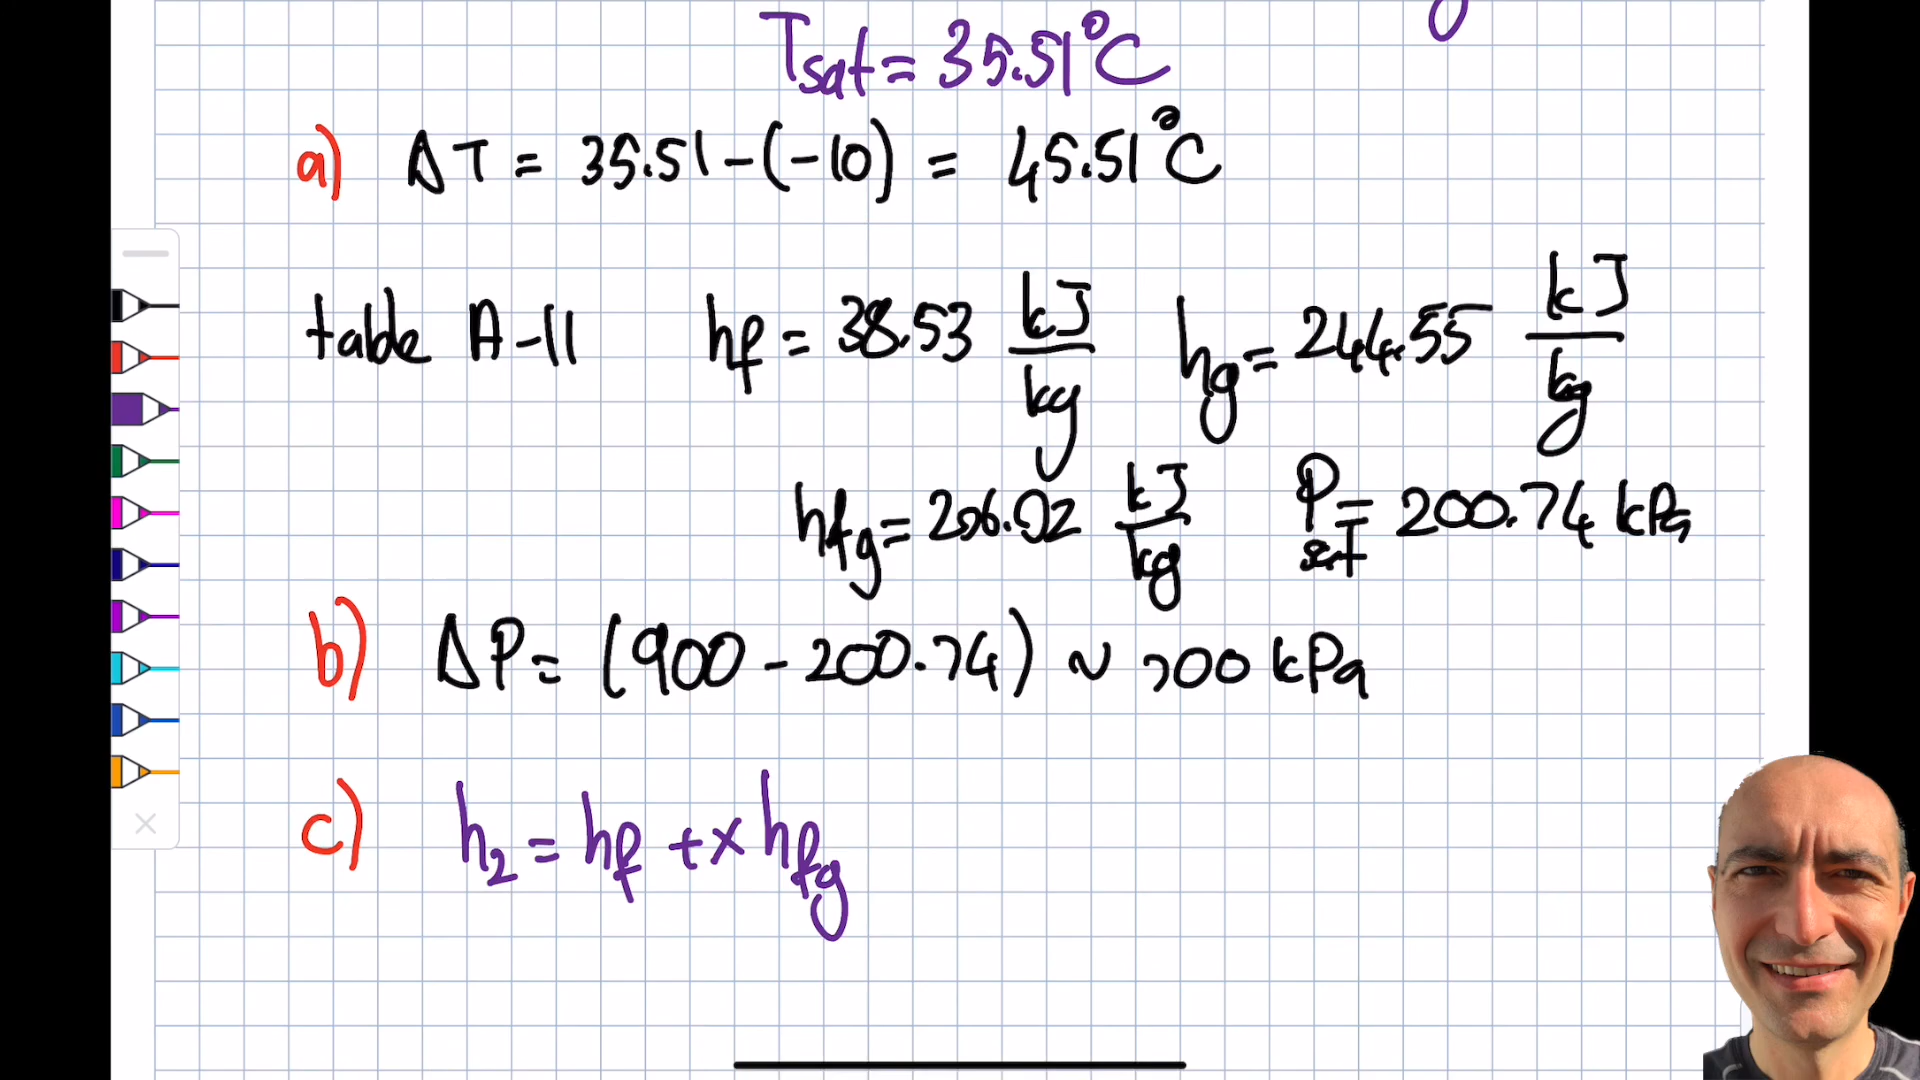 Tsat = 35.51°C
a) ΔT = 35.51 - (-10) = 45.51°C
table A-11 hf = 38.53 kJ/kg hg = 244.55 kJ/kg
hfg = 206.02 kJ/kg Psat = 200.74 kPa
b) ΔP = (900 - 200.74) ~ 700 kPa
c) h2 = hf + x hfg